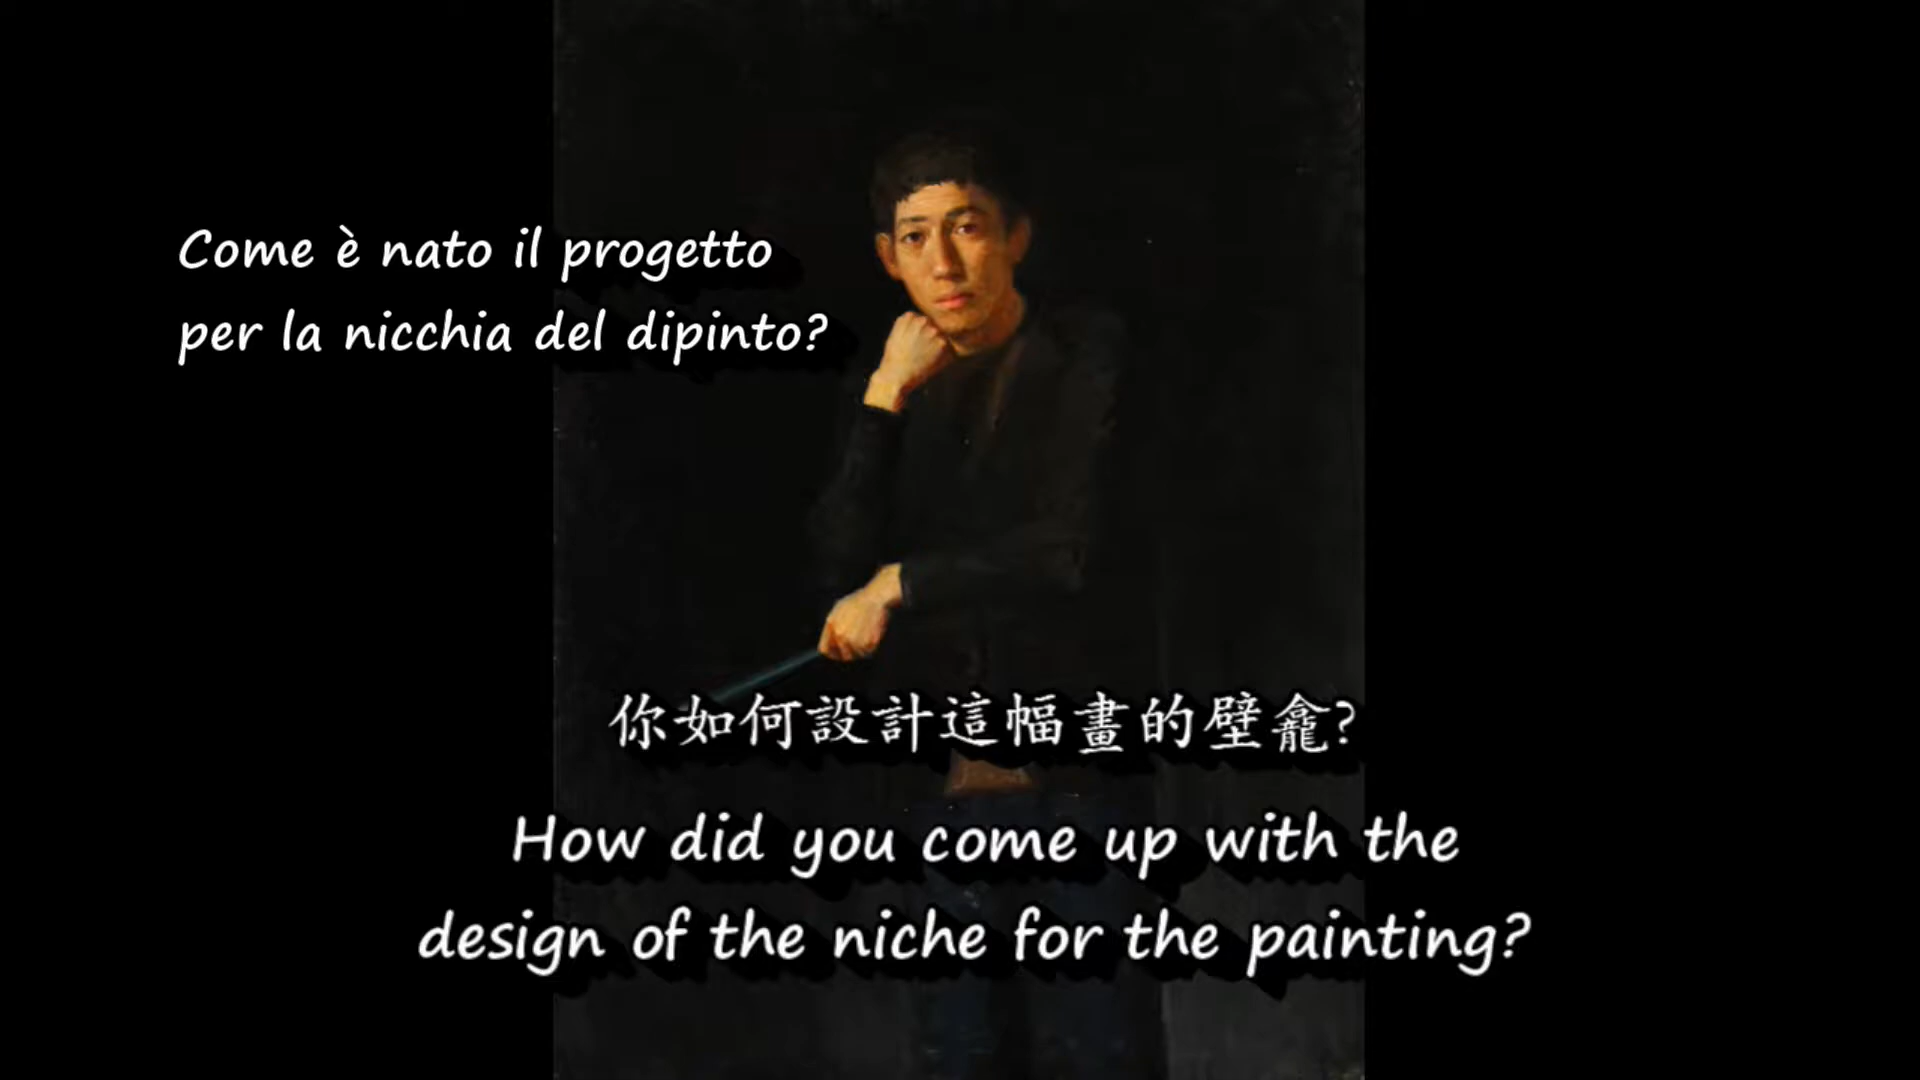 Come è nato il progetto
per la nicchia del dipinto?
你如何設計這幅畫的壁龕?
How did you come up with the
design of the niche for the painting?